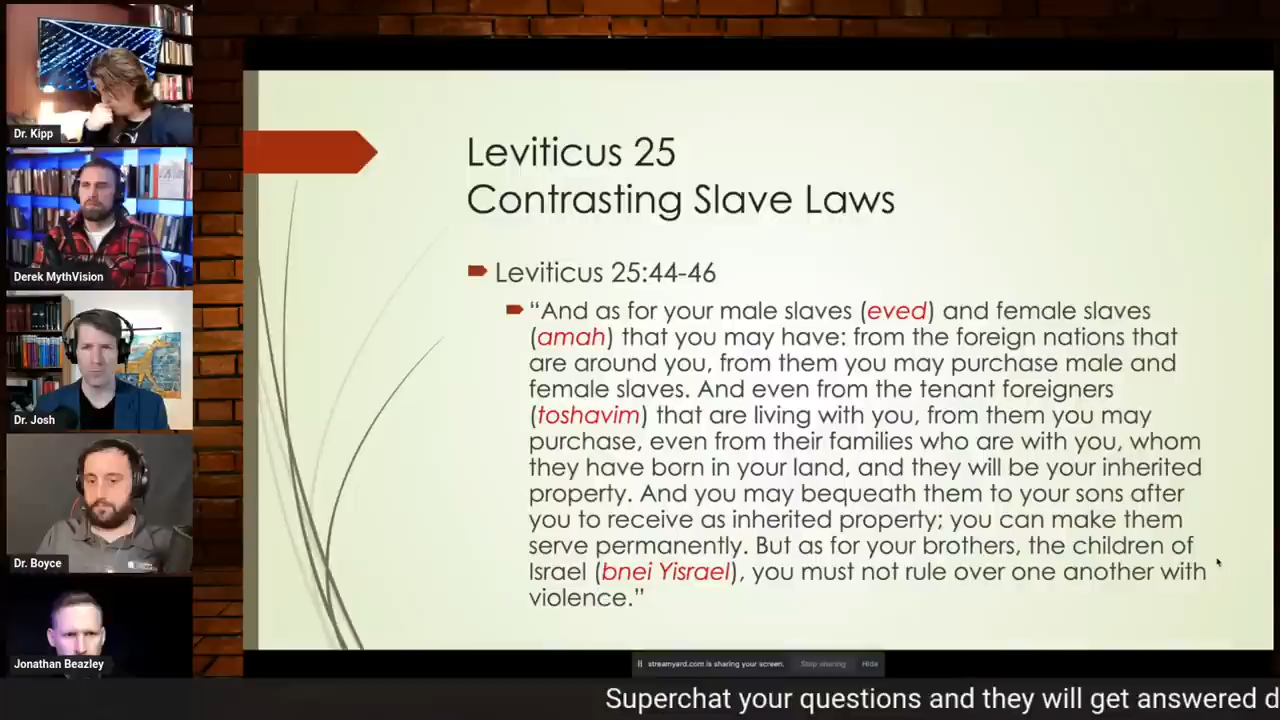 Dr. Kipp
Derek MythVision
Dr. Josh
Dr. Boyce
Jonathan Beazley
Leviticus 25
Contrasting Slave Laws
Leviticus 25:44-46
“And as for your male slaves (eved) and female slaves
(amah) that you may have: from the foreign nations that
are around you, from them you may purchase male and
female slaves. And even from the tenant foreigners
(toshavim) that are living with you, from them you may
purchase, even from their families who are with you, whom
they have born in your land, and they will be your inherited
property. And you may bequeath them to your sons after
you to receive as inherited property; you can make them
serve permanently. But as for your brothers, the children of
Israel (bnei Yisrael), you must not rule over one another with
violence.”
streamyard.com is sharing your screen.
Stop sharing
Hide
Superchat your questions and they will get answered d